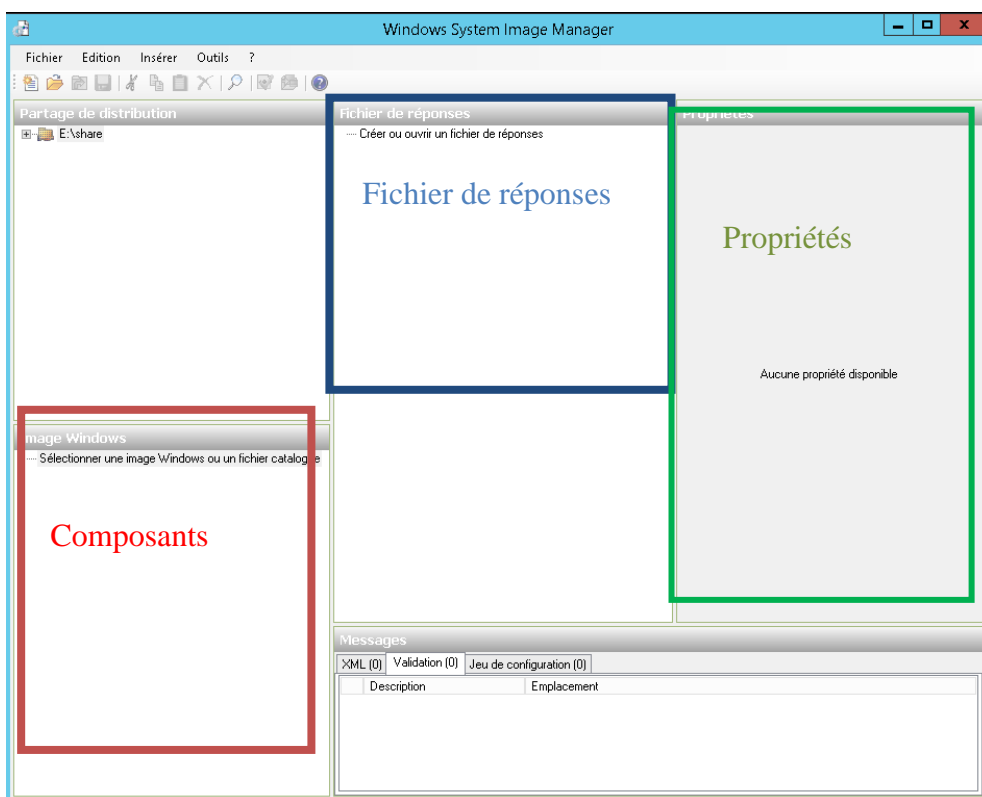 Windows System Image Manager
Fichier Edition Insérer Outils ?
Partage de distribution
E:\share
Fichier de réponses
Créer ou ouvrir un fichier de réponses
Fichier de réponses
Propriétés
Propriétés
Aucune propriété disponible
Image Windows
Sélectionner une image Windows ou un fichier catalogue
Composants
Messages
XML (0) Validation (0) Jeu de configuration (0)
Description Emplacement